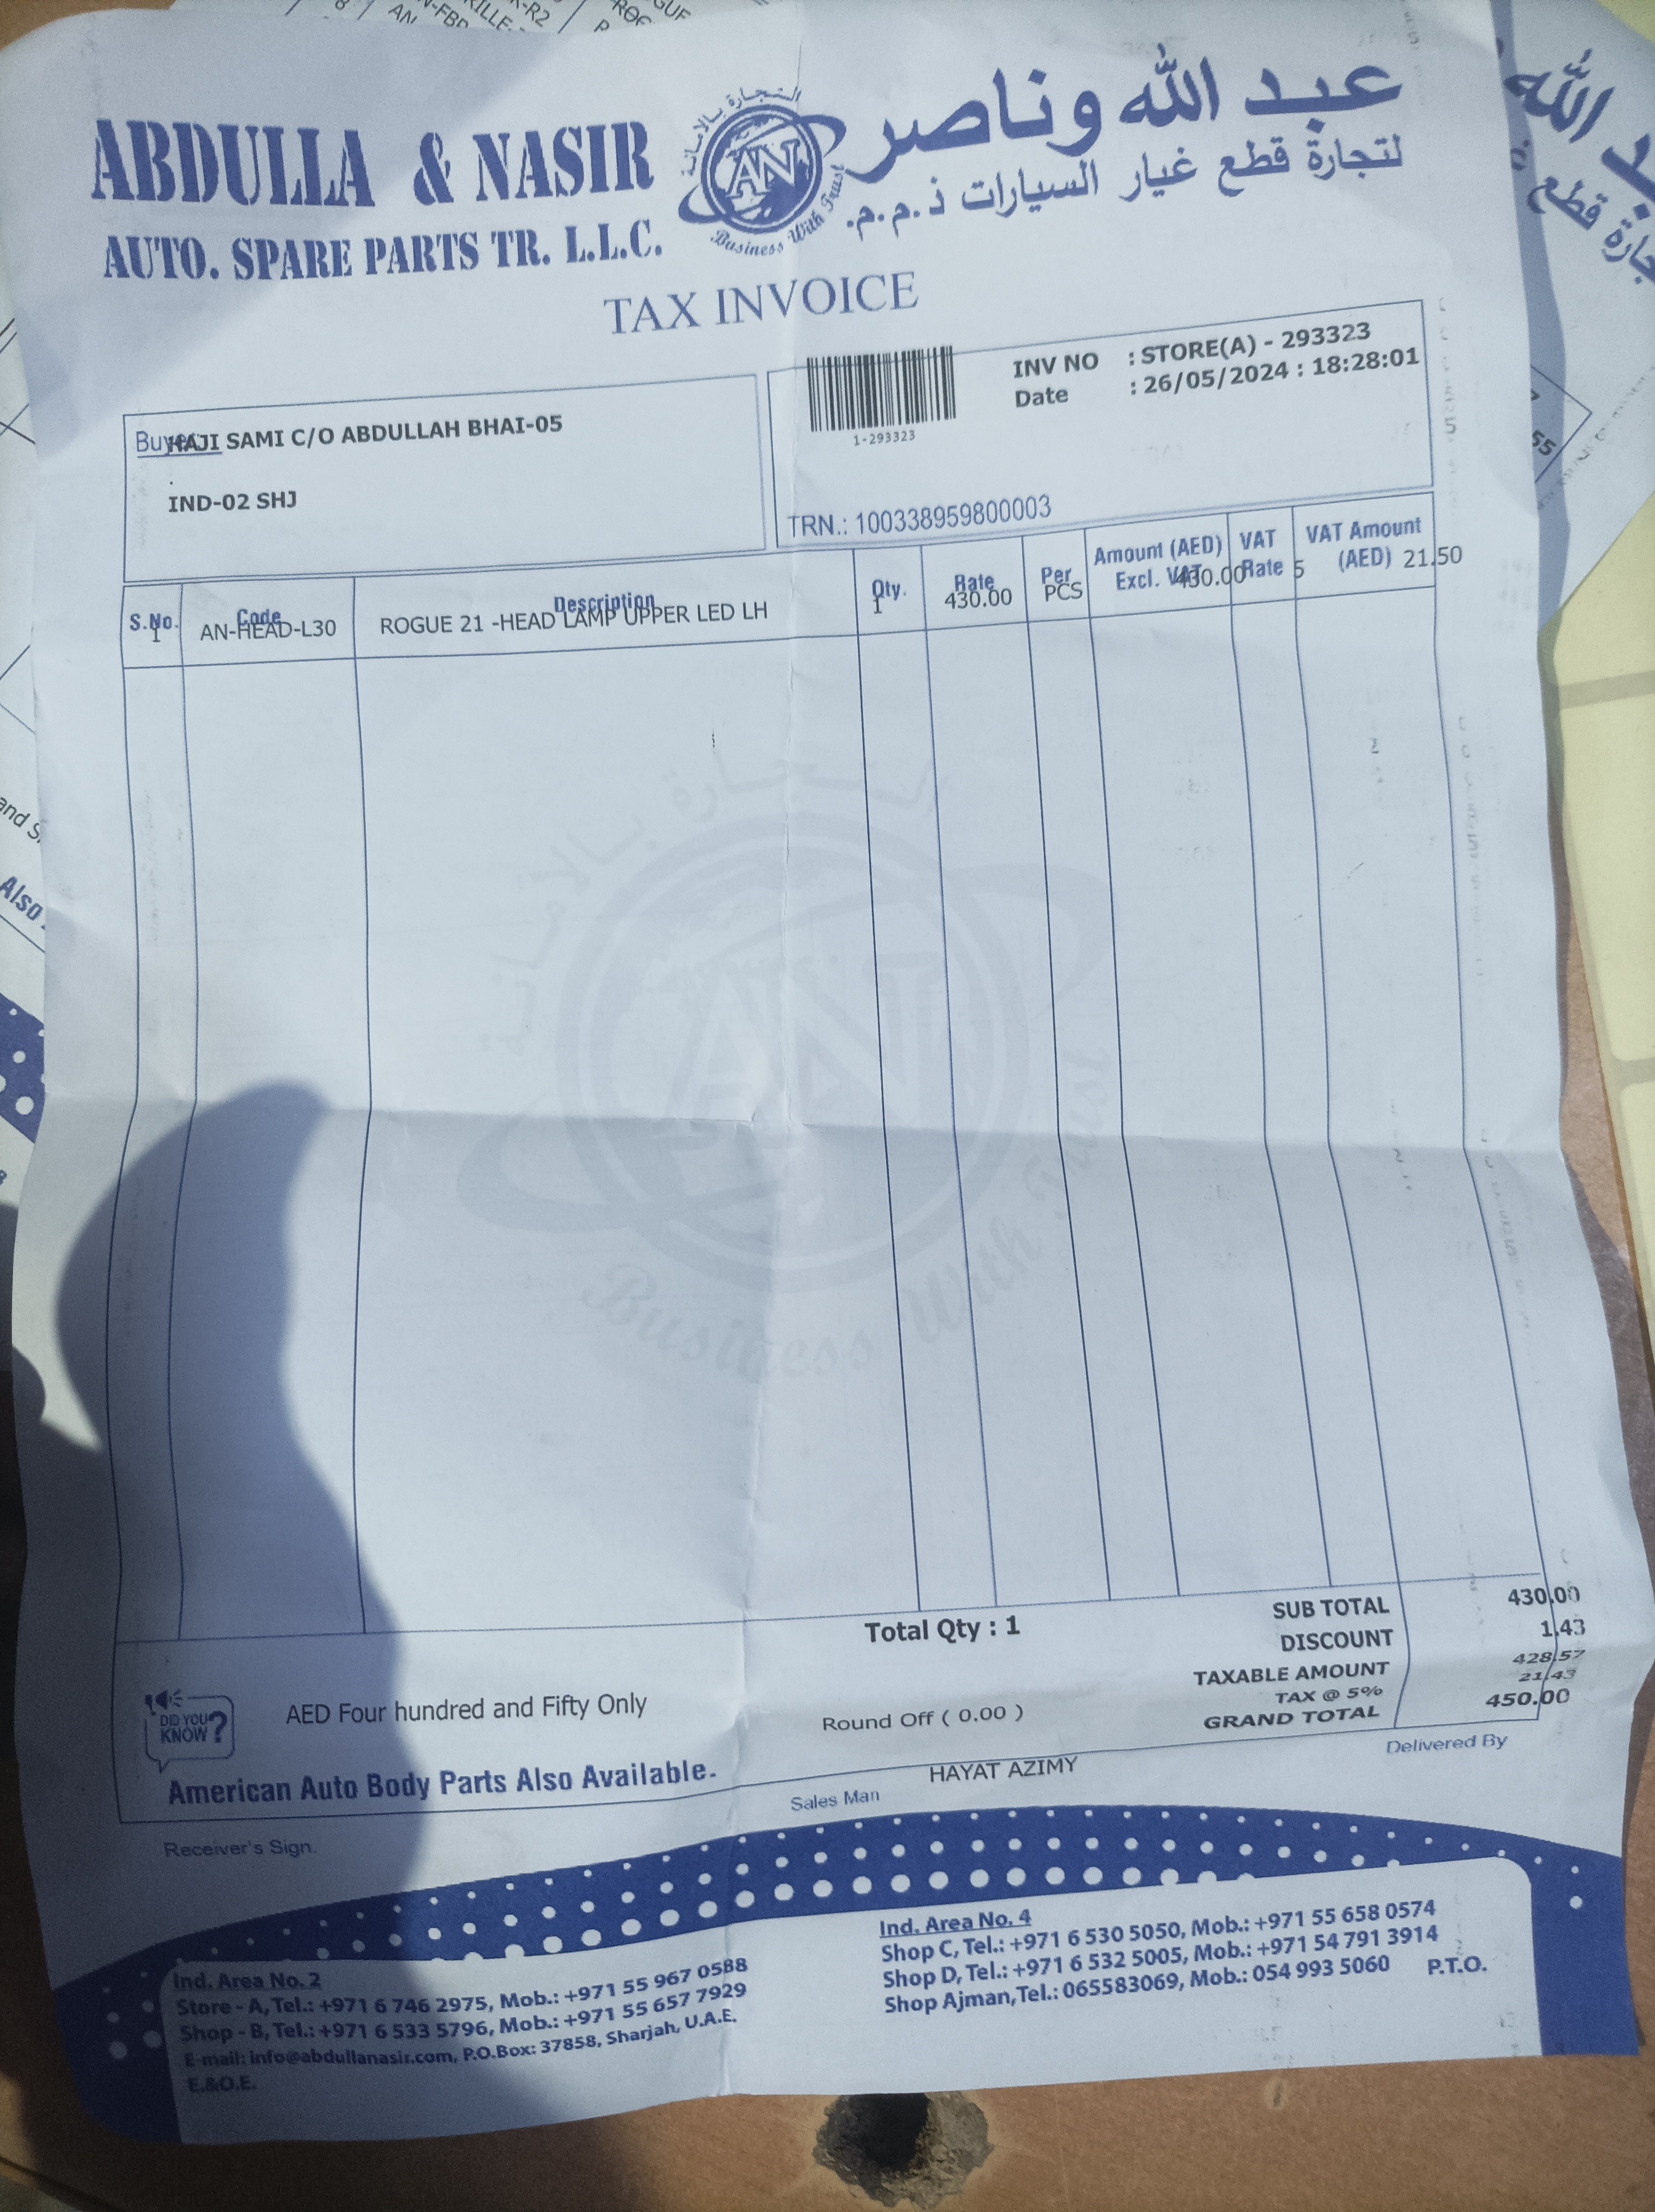 ABDULLA & NASIR
AUTO. SPARE PARTS TR. L.L.C.
التجارة بالامانة
AN
Business With Trust
عبد الله وناصر
لتجارة قطع غيار السيارات ذ.م.م.
TAX INVOICE
Buyer:
HAJI SAMI C/O ABDULLAH BHAI-05
.
IND-02 SHJ
1-293323
INV NO : STORE(A) - 293323
Date : 26/05/2024 : 18:28:01
TRN.: 100338959800003
S.No. Code Description Qty. Rate Per Amount (AED) Excl. VAT VAT Rate VAT Amount (AED)
1 AN-HEAD-L30 ROGUE 21 -HEAD LAMP UPPER LED LH 1 430.00 PCS 430.00 5 21.50
Total Qty : 1
SUB TOTAL 430.00
DISCOUNT 1.43
TAXABLE AMOUNT 428.57
TAX @ 5% 21.43
GRAND TOTAL 450.00
DID YOU KNOW?
AED Four hundred and Fifty Only
Round Off ( 0.00 )
American Auto Body Parts Also Available.
Receiver's Sign.
Sales Man
HAYAT AZIMY
Delivered By
Ind. Area No. 2
Store - A, Tel.: +971 6 746 2975, Mob.: +971 55 967 0588
Shop - B, Tel.: +971 6 533 5796, Mob.: +971 55 657 7929
E-mail: info@abdullanasir.com, P.O.Box: 37858, Sharjah, U.A.E.
E.&O.E.
Ind. Area No. 4
Shop C, Tel.: +971 6 530 5050, Mob.: +971 55 658 0574
Shop D, Tel.: +971 6 532 5005, Mob.: +971 54 791 3914
Shop Ajman, Tel.: 065583069, Mob.: 054 993 5060
P.T.O.